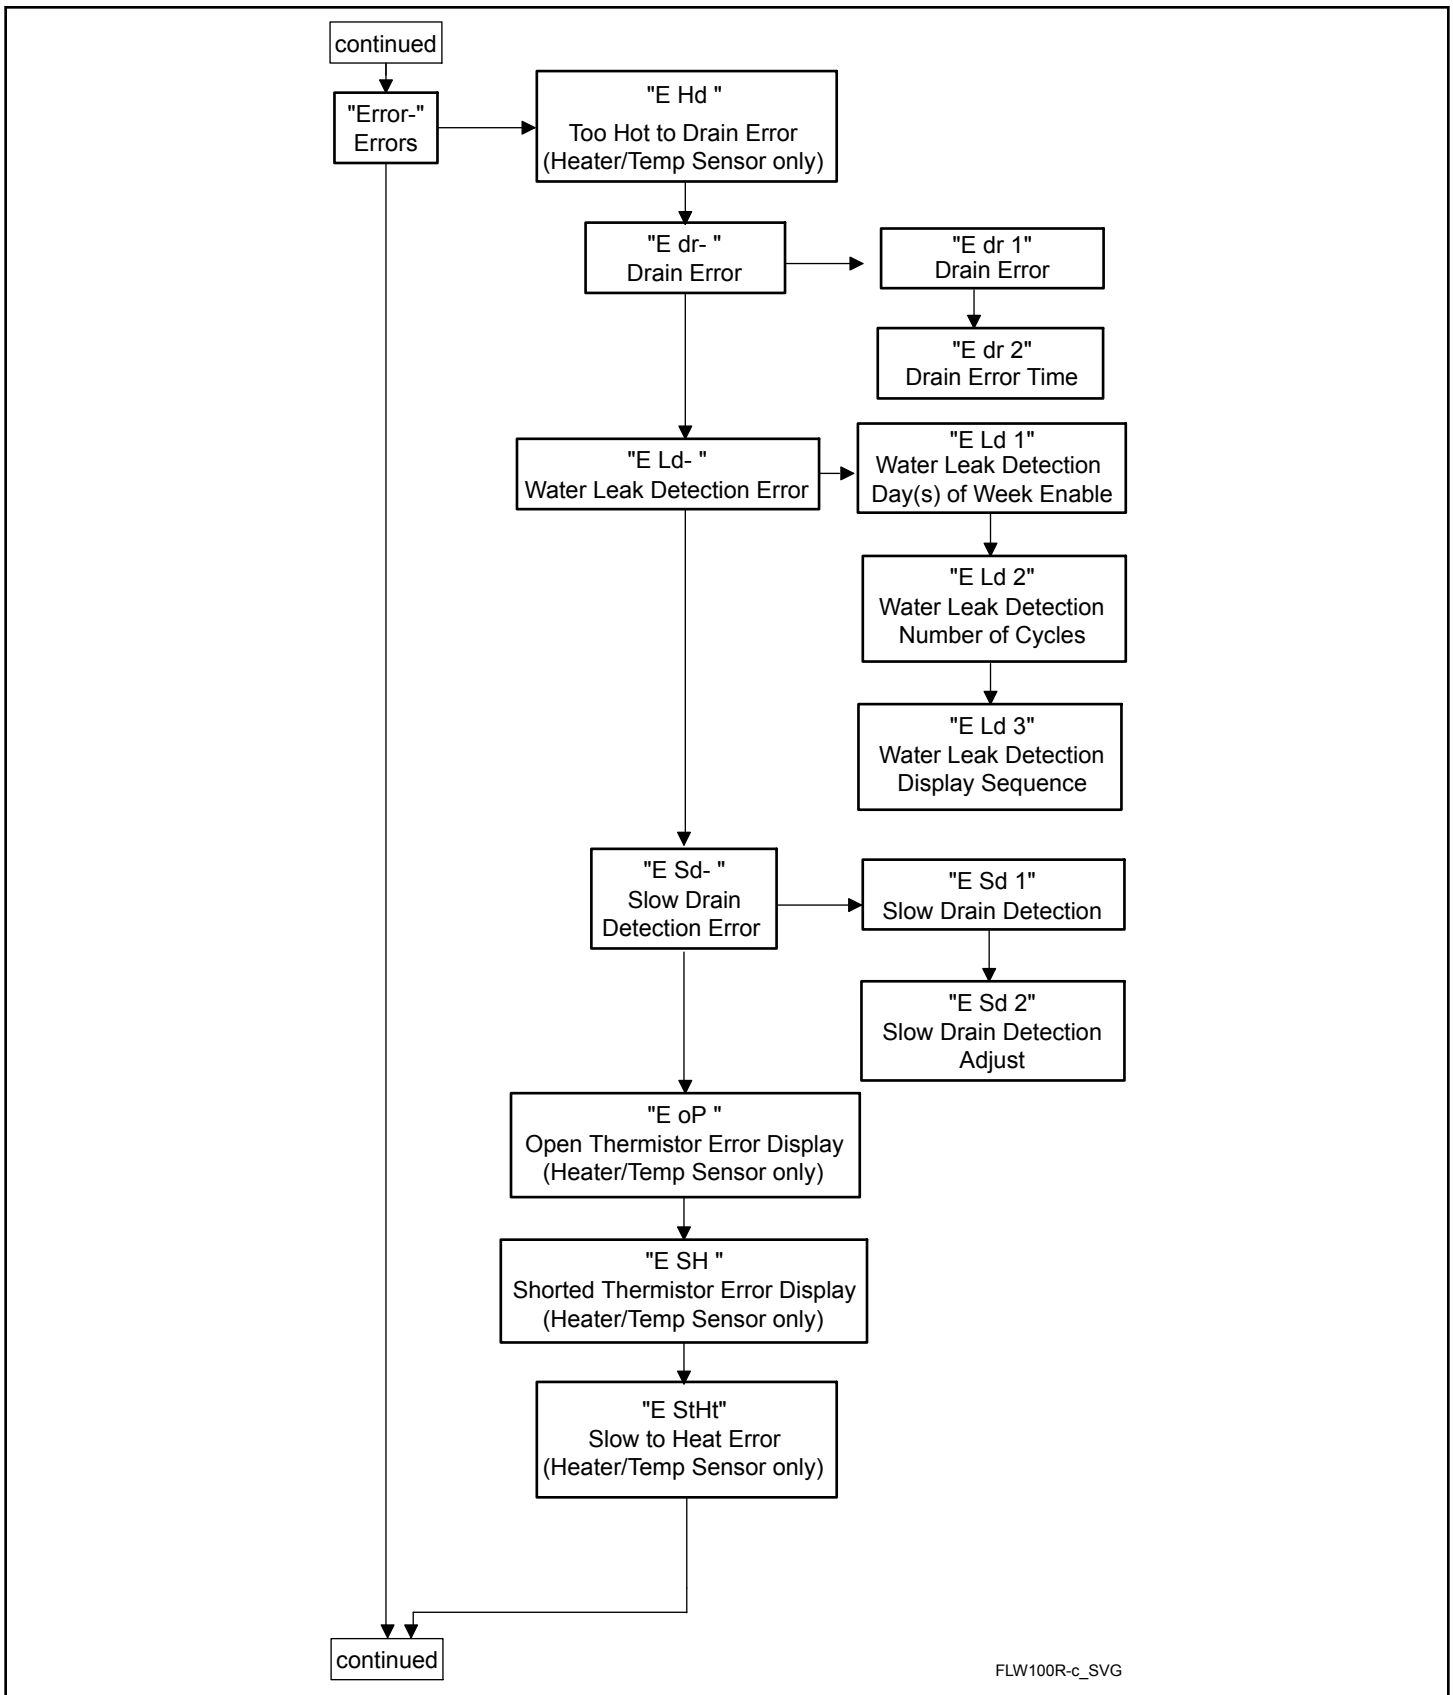 continued
"Error-"
Errors
"E Hd "
Too Hot to Drain Error
(Heater/Temp Sensor only)
"E dr- "
Drain Error
"E dr 1"
Drain Error
"E dr 2"
Drain Error Time
"E Ld- "
Water Leak Detection Error
"E Ld 1"
Water Leak Detection
Day(s) of Week Enable
"E Ld 2"
Water Leak Detection
Number of Cycles
"E Ld 3"
Water Leak Detection
Display Sequence
"E Sd- "
Slow Drain
Detection Error
"E Sd 1"
Slow Drain Detection
"E Sd 2"
Slow Drain Detection
Adjust
"E oP "
Open Thermistor Error Display
(Heater/Temp Sensor only)
"E SH "
Shorted Thermistor Error Display
(Heater/Temp Sensor only)
"E StHt"
Slow to Heat Error
(Heater/Temp Sensor only)
continued
FLW100R-c_SVG